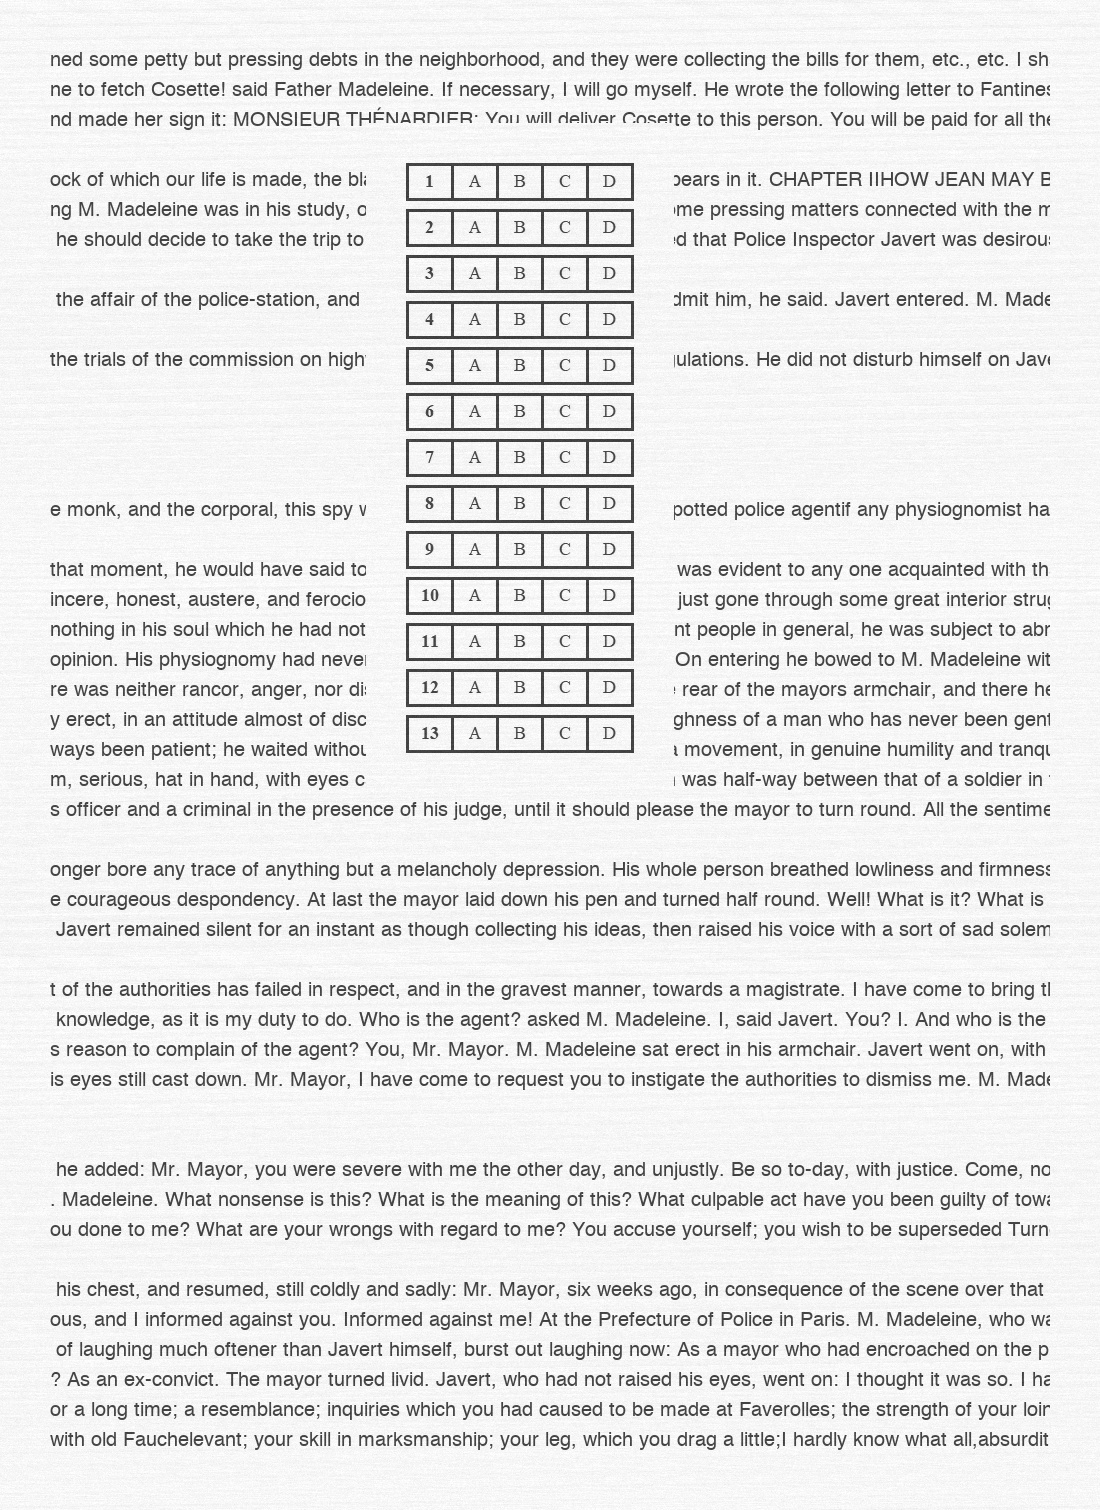 ned some petty but pressing debts in the neighborhood, and they were collecting the bills for them, etc., etc. I sh
ne to fetch Cosette! said Father Madeleine. If necessary, I will go myself. He wrote the following letter to Fantines
nd made her sign it: MONSIEUR THÉNARDIER: You will deliver Cosette to this person. You will be paid for all the
ock of which our life is made, the bla
ng M. Madeleine was in his study, o
he should decide to take the trip to
the affair of the police-station, and
the trials of the commission on high
e monk, and the corporal, this spy w
that moment, he would have said to
incere, honest, austere, and ferocio
nothing in his soul which he had not
opinion. His physiognomy had never
re was neither rancor, anger, nor dis
y erect, in an attitude almost of disc
ways been patient; he waited withou
m, serious, hat in hand, with eyes c
1 A B C D
2 A B C D
3 A B C D
4 A B C D
5 A B C D
6 A B C D
7 A B C D
8 A B C D
9 A B C D
10 A B C D
11 A B C D
12 A B C D
13 A B C D
pears in it. CHAPTER IIHOW JEAN MAY B
ome pressing matters connected with the m
ed that Police Inspector Javert was desirous
dmit him, he said. Javert entered. M. Made
gulations. He did not disturb himself on Jave
potted police agentif any physiognomist ha
was evident to any one acquainted with th
just gone through some great interior strug
nt people in general, he was subject to abr
On entering he bowed to M. Madeleine wit
rear of the mayors armchair, and there he
ghness of a man who has never been gent
a movement, in genuine humility and tranqu
was half-way between that of a soldier in
s officer and a criminal in the presence of his judge, until it should please the mayor to turn round. All the sentime
onger bore any trace of anything but a melancholy depression. His whole person breathed lowliness and firmness
e courageous despondency. At last the mayor laid down his pen and turned half round. Well! What is it? What is
Javert remained silent for an instant as though collecting his ideas, then raised his voice with a sort of sad solem
t of the authorities has failed in respect, and in the gravest manner, towards a magistrate. I have come to bring th
knowledge, as it is my duty to do. Who is the agent? asked M. Madeleine. I, said Javert. You? I. And who is the
s reason to complain of the agent? You, Mr. Mayor. M. Madeleine sat erect in his armchair. Javert went on, with
is eyes still cast down. Mr. Mayor, I have come to request you to instigate the authorities to dismiss me. M. Made
he added: Mr. Mayor, you were severe with me the other day, and unjustly. Be so to-day, with justice. Come, no
. Madeleine. What nonsense is this? What is the meaning of this? What culpable act have you been guilty of towa
ou done to me? What are your wrongs with regard to me? You accuse yourself; you wish to be superseded Turn
his chest, and resumed, still coldly and sadly: Mr. Mayor, six weeks ago, in consequence of the scene over that
ous, and I informed against you. Informed against me! At the Prefecture of Police in Paris. M. Madeleine, who wa
of laughing much oftener than Javert himself, burst out laughing now: As a mayor who had encroached on the p
? As an ex-convict. The mayor turned livid. Javert, who had not raised his eyes, went on: I thought it was so. I ha
or a long time; a resemblance; inquiries which you had caused to be made at Faverolles; the strength of your loin
with old Fauchelevant; your skill in marksmanship; your leg, which you drag a little;I hardly know what all,absurdit